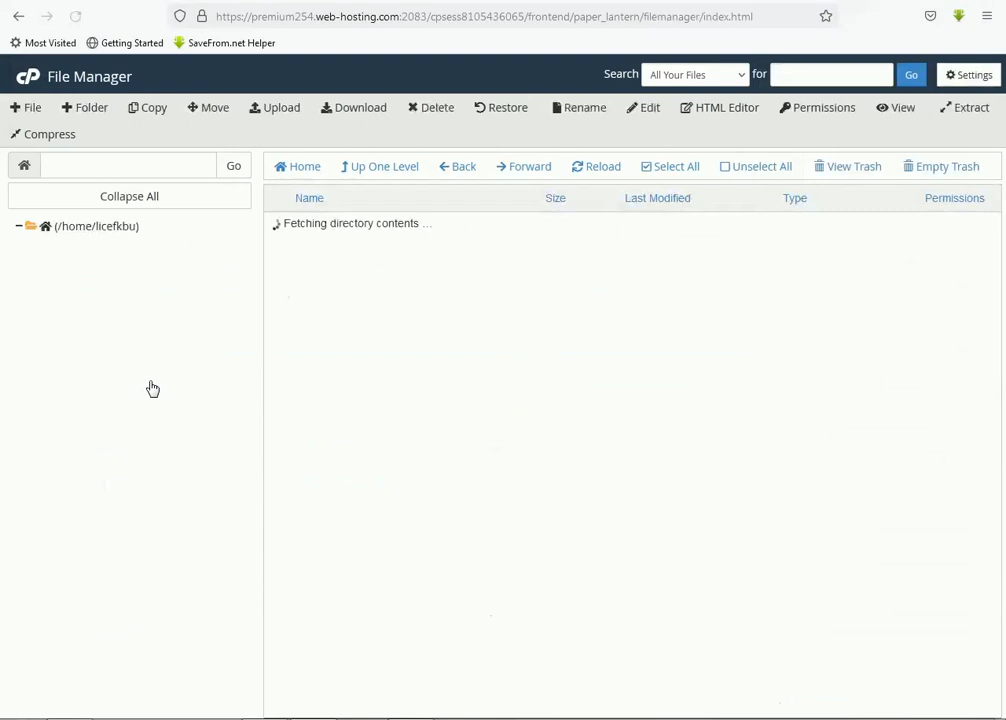 https://premium254.web-hosting.com:2083/cpsess8105436065/frontend/paper_lantern/filemanager/index.html
Most Visited Getting Started SaveFrom.net Helper
cP File Manager Search All Your Files for Go Settings
File Folder Copy Move Upload Download Delete Restore Rename Edit HTML Editor Permissions View Extract
Compress
Go Home Up One Level Back Forward Reload Select All Unselect All View Trash Empty Trash
Collapse All
Name Size Last Modified Type Permissions
(/home/licefkbu) Fetching directory contents ...